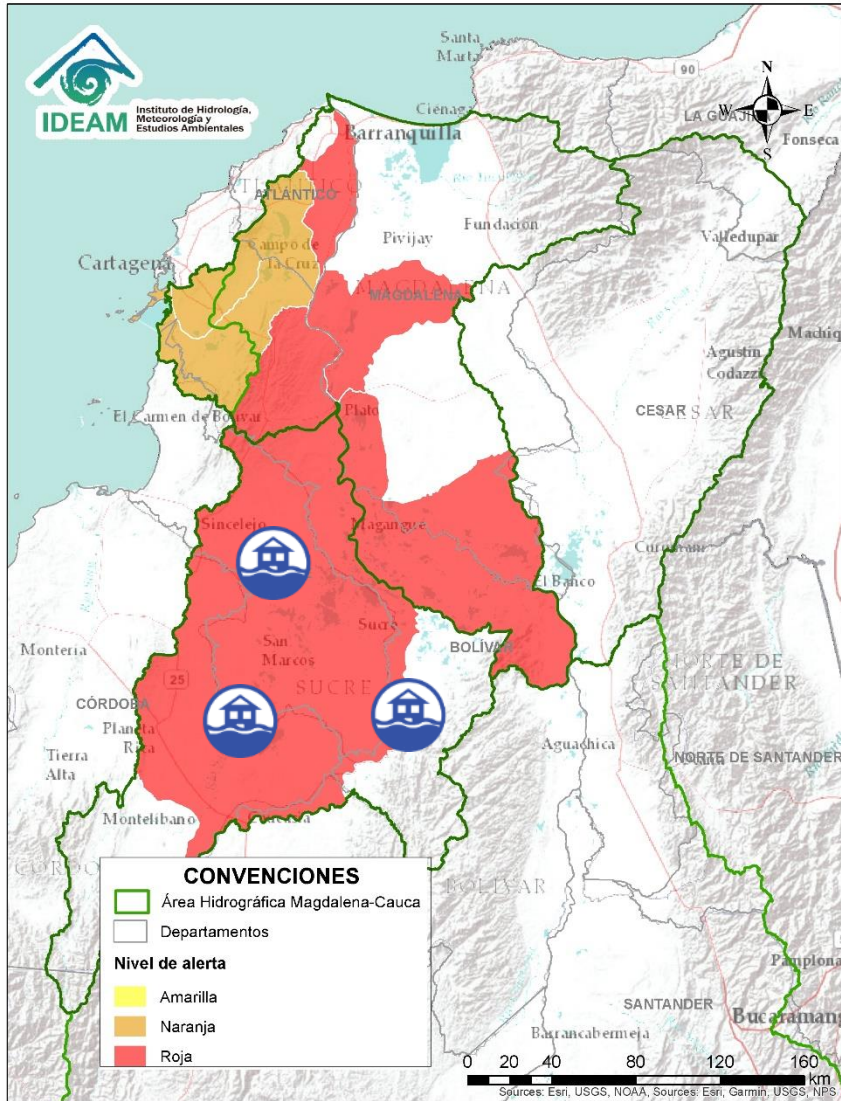 IDEAM
Instituto de Hidrología,
Meteorología y
Estudios Ambientales
Santa
Marta
90
N
E
S
Ciénaga
LA GUAJI
Fonseca
Barranquilla
ATLÁNTICO
Pivijay
Fundación
Valledupar
Campo de
la Cruz
Cartagena
MAGDALENA
Machiq
Agustín
Codazzi
El Carmen de Bolívar
Plato
CESAR
CESAR
Sincelejo
Magangué
Curumaní
El Banco
Sucre
Montería
San
Marcos
BOLÍVAR
NORTE DE
SANTANDER
25
SUCRE
CÓRDOBA
Planeta
Rica
Aguachica
Tierra
Alta
NORTE DE SANTANDER
Montelíbano
BOLÍVAR
CONVENCIONES
Área Hidrográfica Magdalena-Cauca
Departamentos
Nivel de alerta
Amarilla
Naranja
Roja
Pamplona
SANTANDER
Bucaramang
Barrancabermeja
0 20 40 80 120 160
km
Sources: Esri, USGS, NOAA, Sources: Esri, Garmin, USGS, NPS